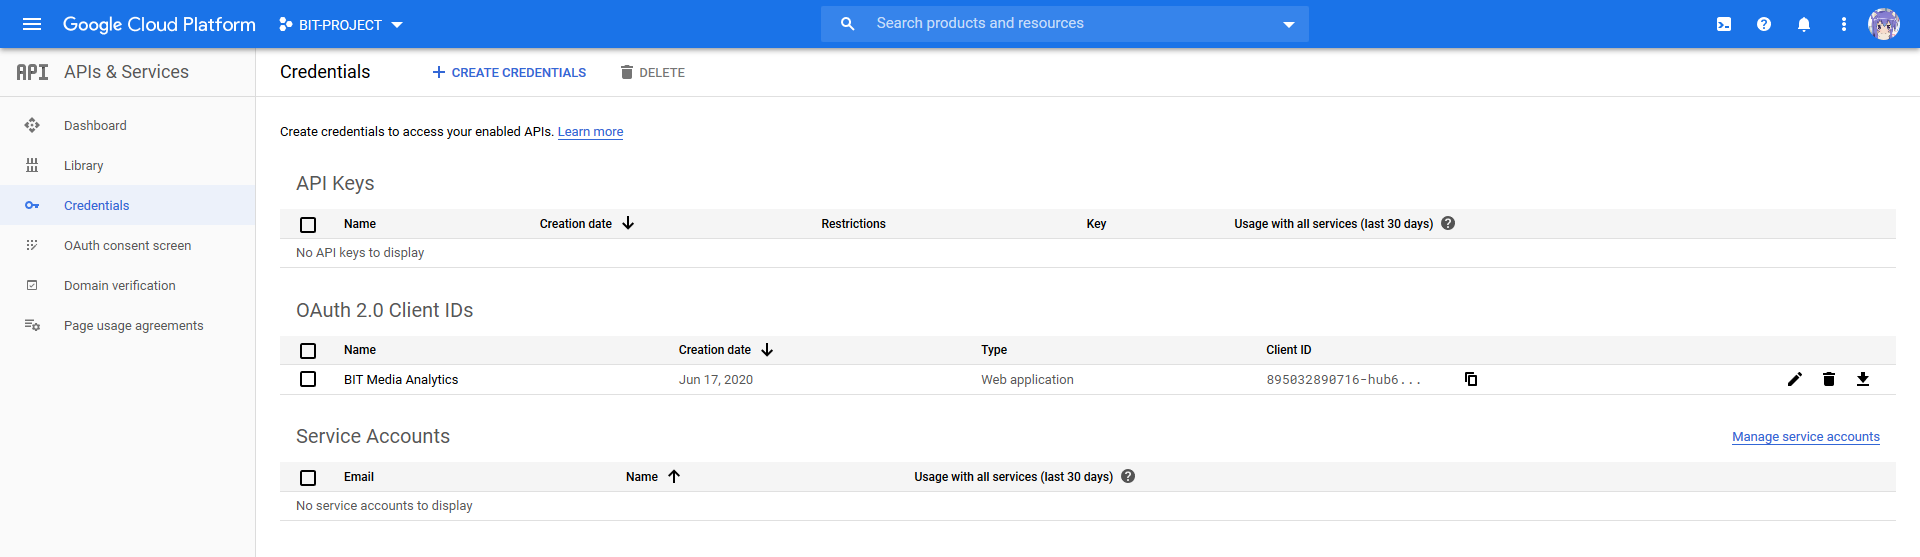 Google Cloud Platform
BIT-PROJECT
Search products and resources
API
APIs & Services
Dashboard
Library
Credentials
OAuth consent screen
Domain verification
Page usage agreements
Credentials
CREATE CREDENTIALS
DELETE
Create credentials to access your enabled APIs. Learn more
API Keys
Name Creation date Restrictions Key Usage with all services (last 30 days)
No API keys to display
OAuth 2.0 Client IDs
Name Creation date Type Client ID
BIT Media Analytics Jun 17, 2020 Web application 895032890716-hub6...
Service Accounts
Manage service accounts
Email Name Usage with all services (last 30 days)
No service accounts to display